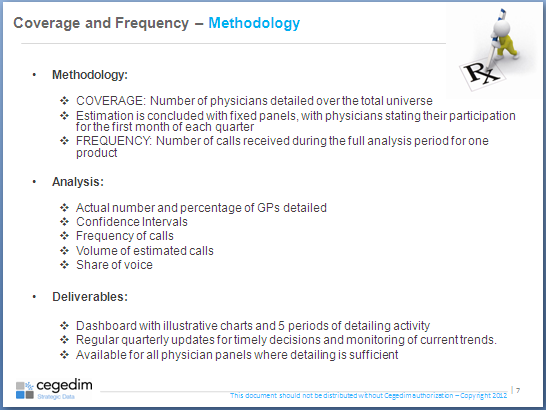 Coverage and Frequency – Methodology
Rx
• Methodology:
❖ COVERAGE: Number of physicians detailed over the total universe
❖ Estimation is concluded with fixed panels, with physicians stating their participation
for the first month of each quarter
❖ FREQUENCY: Number of calls received during the full analysis period for one
product
• Analysis:
❖ Actual number and percentage of GPs detailed
❖ Confidence Intervals
❖ Frequency of calls
❖ Volume of estimated calls
❖ Share of voice
• Deliverables:
❖ Dashboard with illustrative charts and 5 periods of detailing activity
❖ Regular quarterly updates for timely decisions and monitoring of current trends.
❖ Available for all physician panels where detailing is sufficient
cegedim
Strategic Data
This document should not be distributed without Cegedim authorization – Copyright 2012 | 7